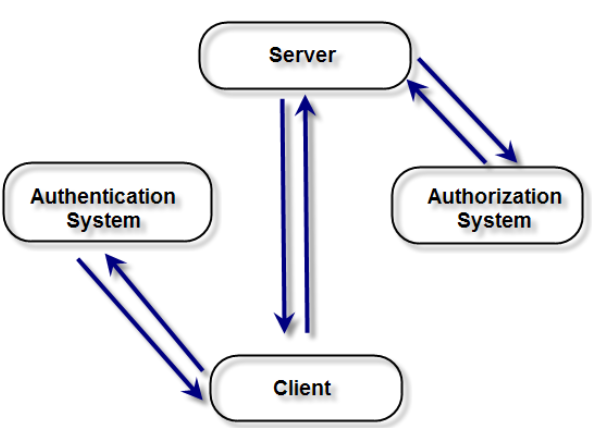 Server
Authentication
System
Authorization
System
Client